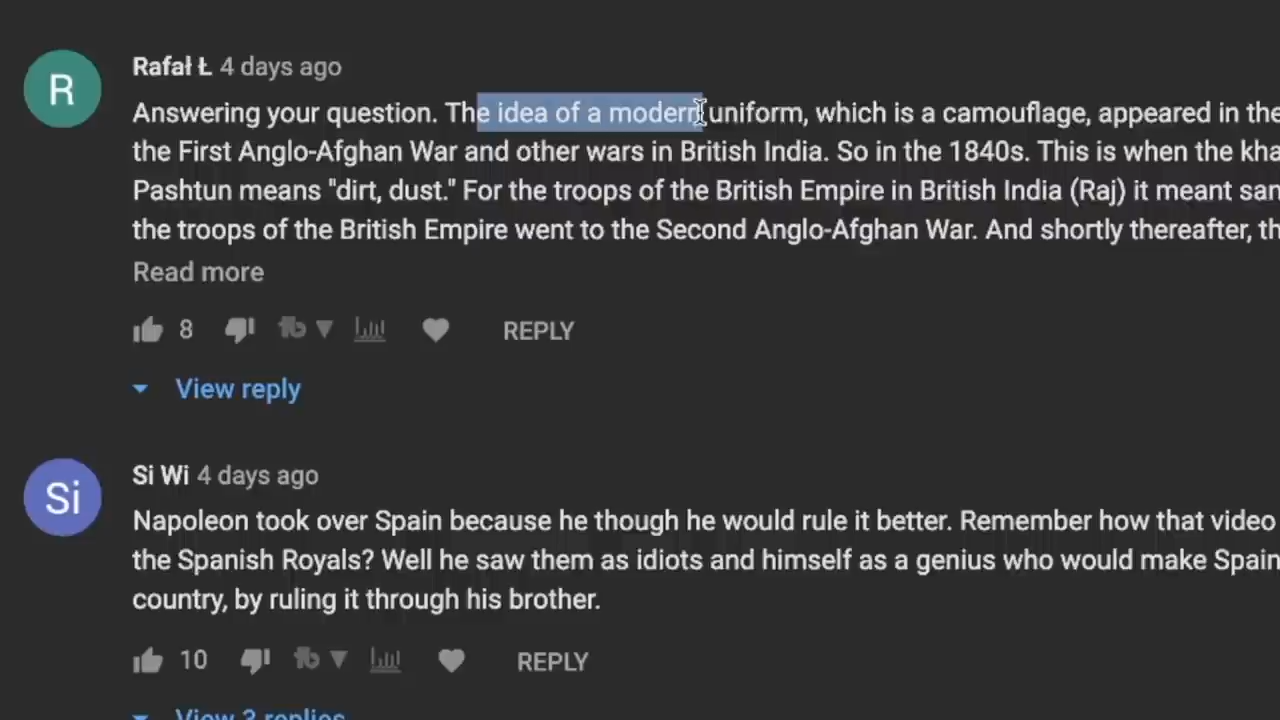 R
Rafał Ł 4 days ago
Answering your question. The idea of a modern uniform, which is a camouflage, appeared in the
the First Anglo-Afghan War and other wars in British India. So in the 1840s. This is when the kha
Pashtun means "dirt, dust." For the troops of the British Empire in British India (Raj) it meant san
the troops of the British Empire went to the Second Anglo-Afghan War. And shortly thereafter, th
Read more
8
REPLY
View reply
Si
Si Wi 4 days ago
Napoleon took over Spain because he though he would rule it better. Remember how that video
the Spanish Royals? Well he saw them as idiots and himself as a genius who would make Spain
country, by ruling it through his brother.
10
REPLY
View 3 replies